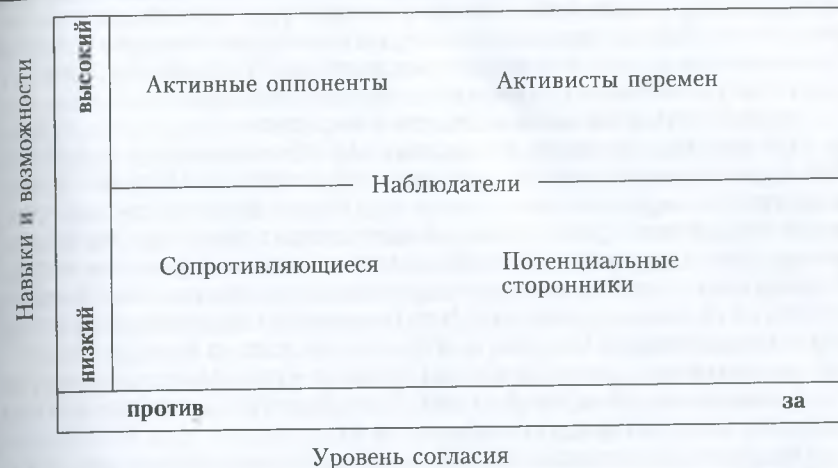 Навыки и возможности
высокий
Активные оппоненты
Активисты перемен
Наблюдатели
Сопротивляющиеся
Потенциальные
сторонники
низкий
против
за
Уровень согласия